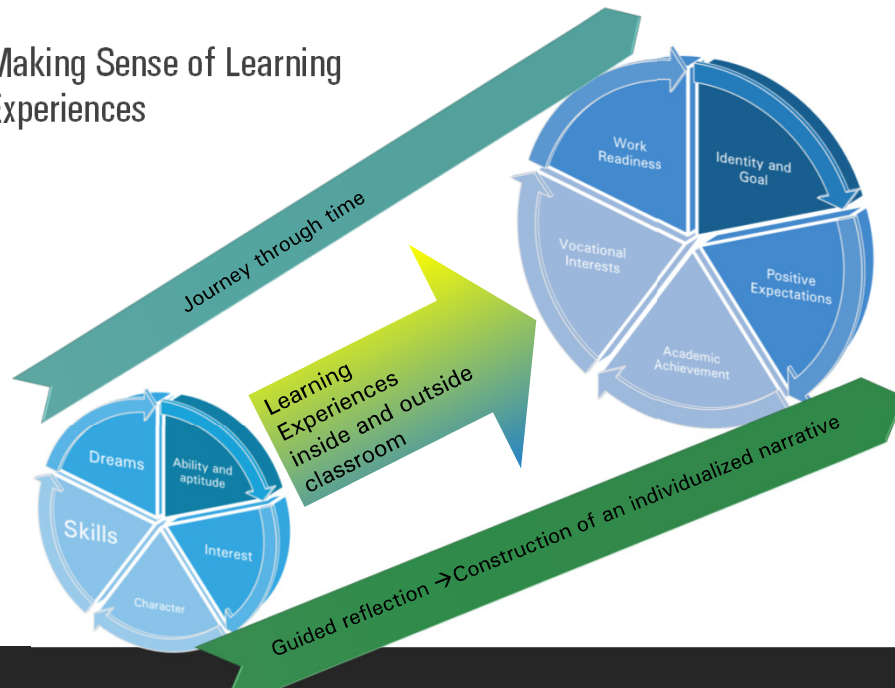 Making Sense of Learning
Experiences
Journey through time
Work
Readiness
Identity and
Goal
Vocational
Interests
Positive
Expectations
Academic
Achievement
Learning
Experiences
inside and outside
classroom
Dreams
Ability and
aptitude
Skills
Interest
Character
Guided reflection →Construction of an individualized narrative